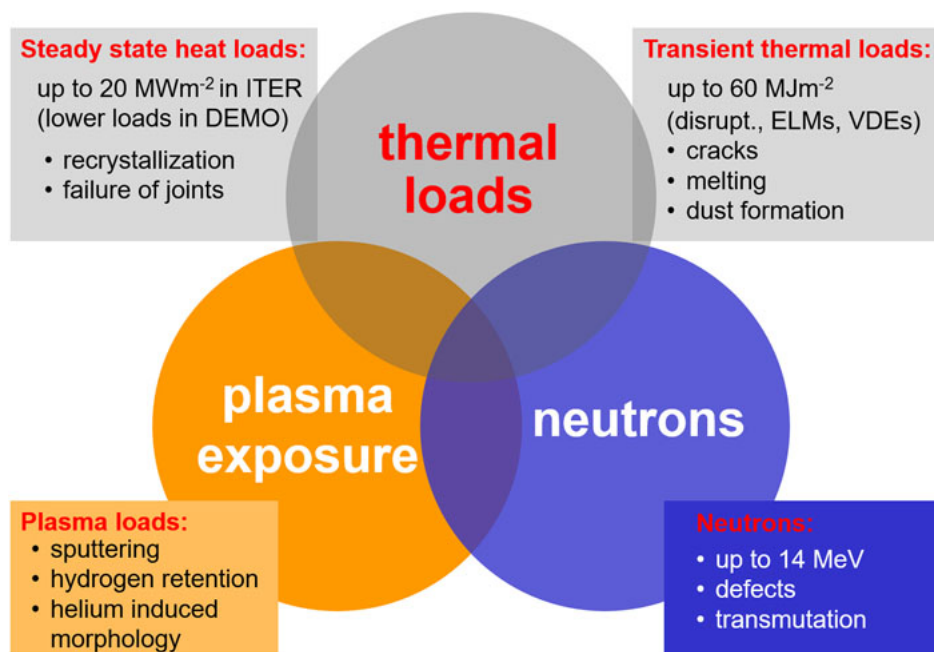 Steady state heat loads:
up to 20 MWm⁻² in ITER
(lower loads in DEMO)
• recrystallization
• failure of joints
Transient thermal loads:
up to 60 MJm⁻²
(disrupt., ELMs, VDEs)
• cracks
• melting
• dust formation
thermal
loads
plasma
exposure
neutrons
Plasma loads:
• sputtering
• hydrogen retention
• helium induced
morphology
Neutrons:
• up to 14 MeV
• defects
• transmutation